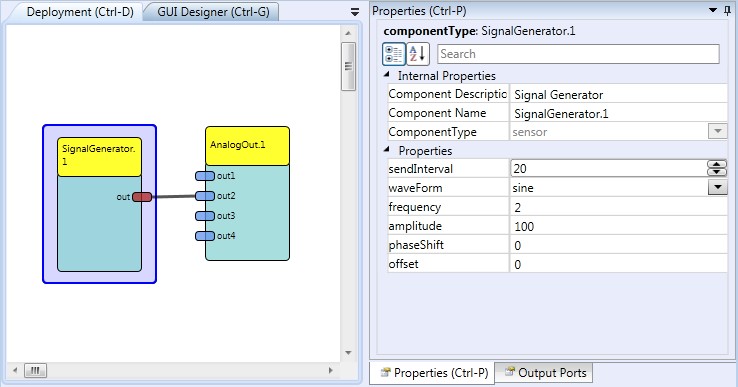 Deployment (Ctrl-D)
GUI Designer (Ctrl-G)
SignalGenerator.
1
out
AnalogOut.1
out1
out2
out3
out4
Properties (Ctrl-P)
componentType: SignalGenerator.1
A
Z
Search
Internal Properties
Component Descriptio Signal Generator
Component Name SignalGenerator.1
ComponentType sensor
Properties
sendInterval 20
waveForm sine
frequency 2
amplitude 100
phaseShift 0
offset 0
Properties (Ctrl-P)
Output Ports